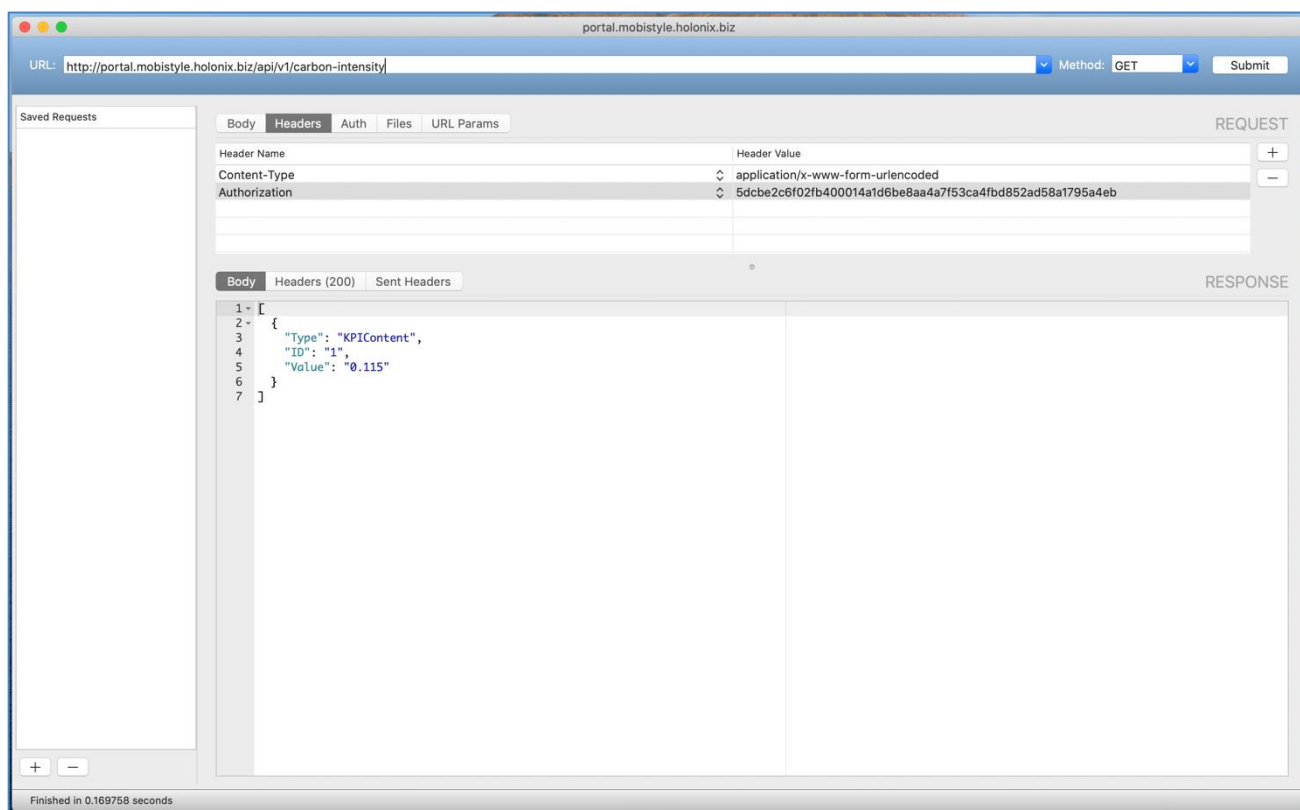 portal.mobistyle.holonix.biz
URL: http://portal.mobistyle.holonix.biz/api/v1/carbon-intensity Method: GET Submit
Saved Requests
Body Headers Auth Files URL Params REQUEST
Header Name Header Value +
Content-Type application/x-www-form-urlencoded −
Authorization 5dcbe2c6f02fb400014a1d6be8aa4a7f53ca4fbd852ad58a1795a4eb
Body Headers (200) Sent Headers RESPONSE
1 [
2 {
3 "Type": "KPIContent",
4 "ID": "1",
5 "Value": "0.115"
6 }
7 ]
+ −
Finished in 0.169758 seconds